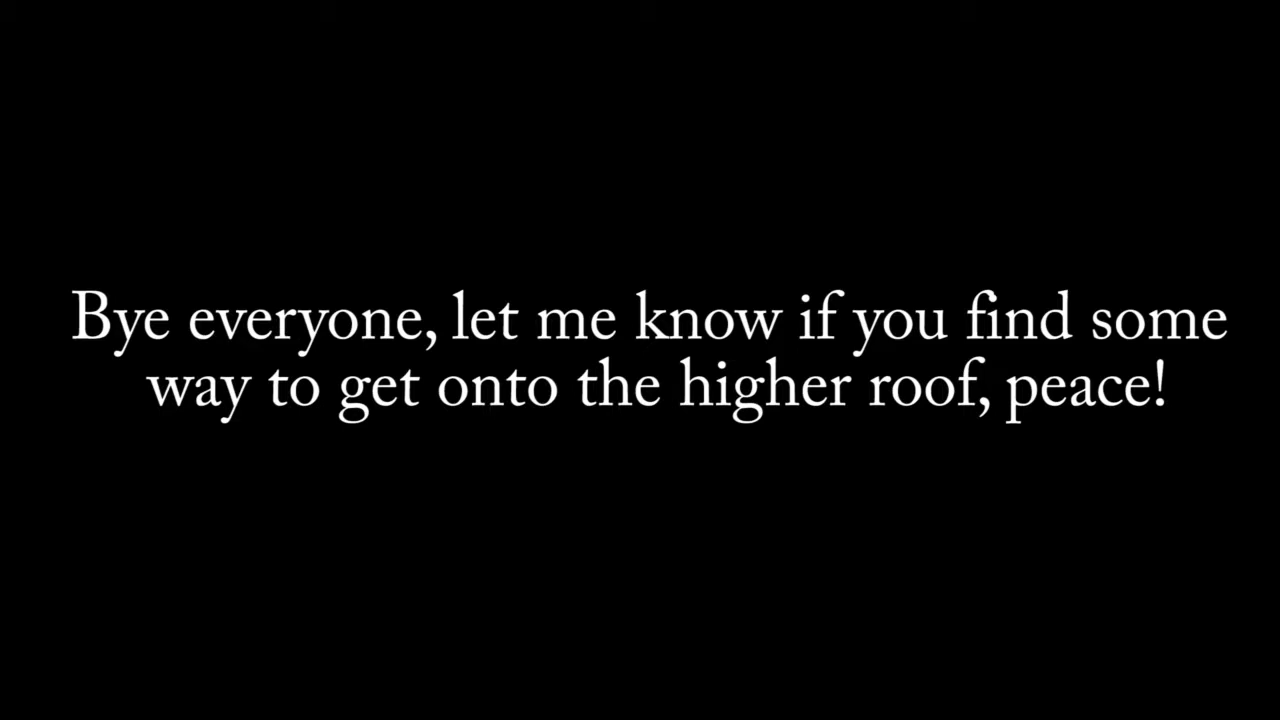 Bye everyone, let me know if you find some
way to get onto the higher roof, peace!